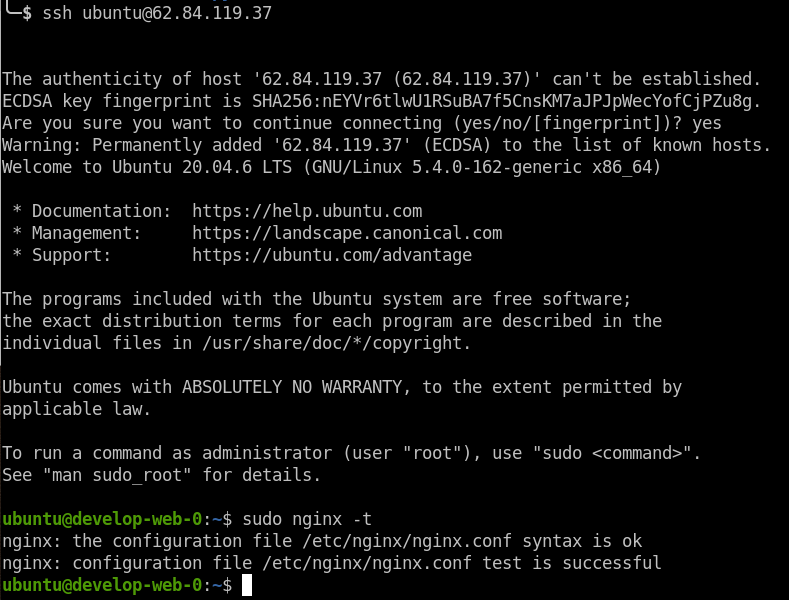 ╰─$ ssh ubuntu@62.84.119.37
The authenticity of host '62.84.119.37 (62.84.119.37)' can't be established.
ECDSA key fingerprint is SHA256:nEYVr6tlwU1RSuBA7f5CnsKM7aJPJpWecYofCjPZu8g.
Are you sure you want to continue connecting (yes/no/[fingerprint])? yes
Warning: Permanently added '62.84.119.37' (ECDSA) to the list of known hosts.
Welcome to Ubuntu 20.04.6 LTS (GNU/Linux 5.4.0-162-generic x86_64)
 * Documentation:  https://help.ubuntu.com
 * Management:     https://landscape.canonical.com
 * Support:        https://ubuntu.com/advantage
The programs included with the Ubuntu system are free software;
the exact distribution terms for each program are described in the
individual files in /usr/share/doc/*/copyright.
Ubuntu comes with ABSOLUTELY NO WARRANTY, to the extent permitted by
applicable law.
To run a command as administrator (user "root"), use "sudo <command>".
See "man sudo_root" for details.
ubuntu@develop-web-0:~$ sudo nginx -t
nginx: the configuration file /etc/nginx/nginx.conf syntax is ok
nginx: configuration file /etc/nginx/nginx.conf test is successful
ubuntu@develop-web-0:~$